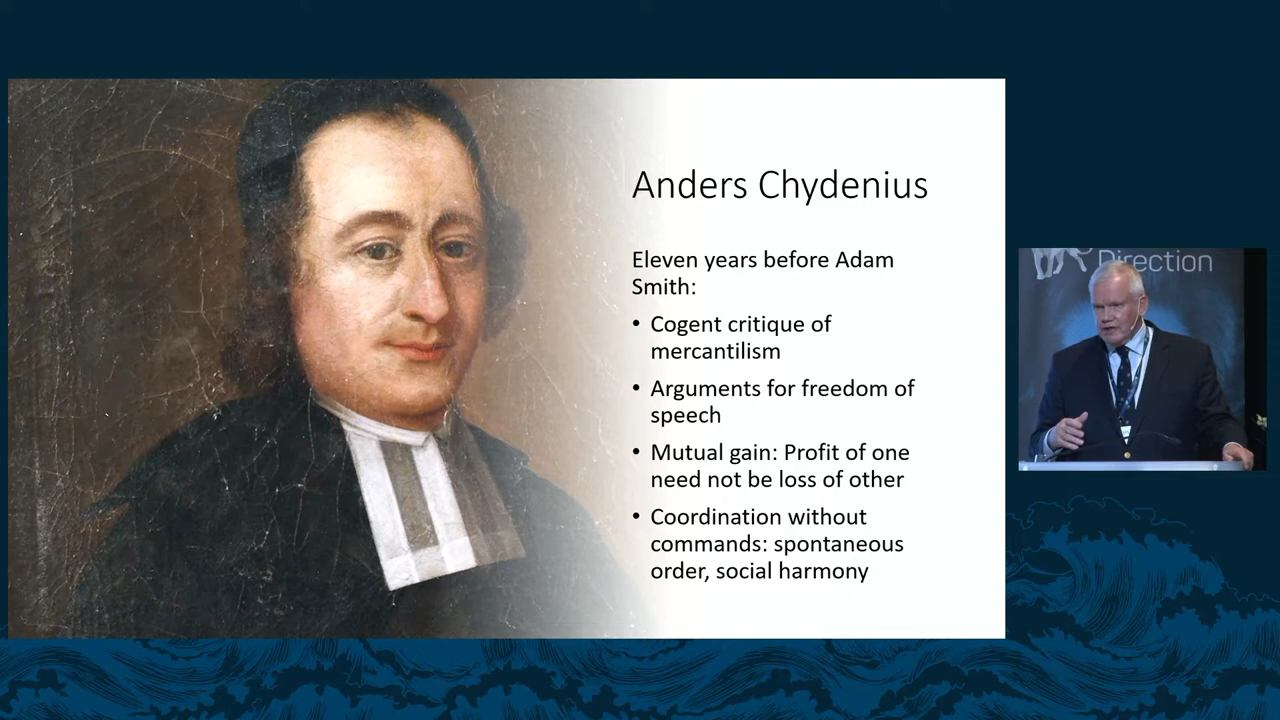 Anders Chydenius
Eleven years before Adam
Smith:
• Cogent critique of
mercantilism
• Arguments for freedom of
speech
• Mutual gain: Profit of one
need not be loss of other
• Coordination without
commands: spontaneous
order, social harmony
Direction